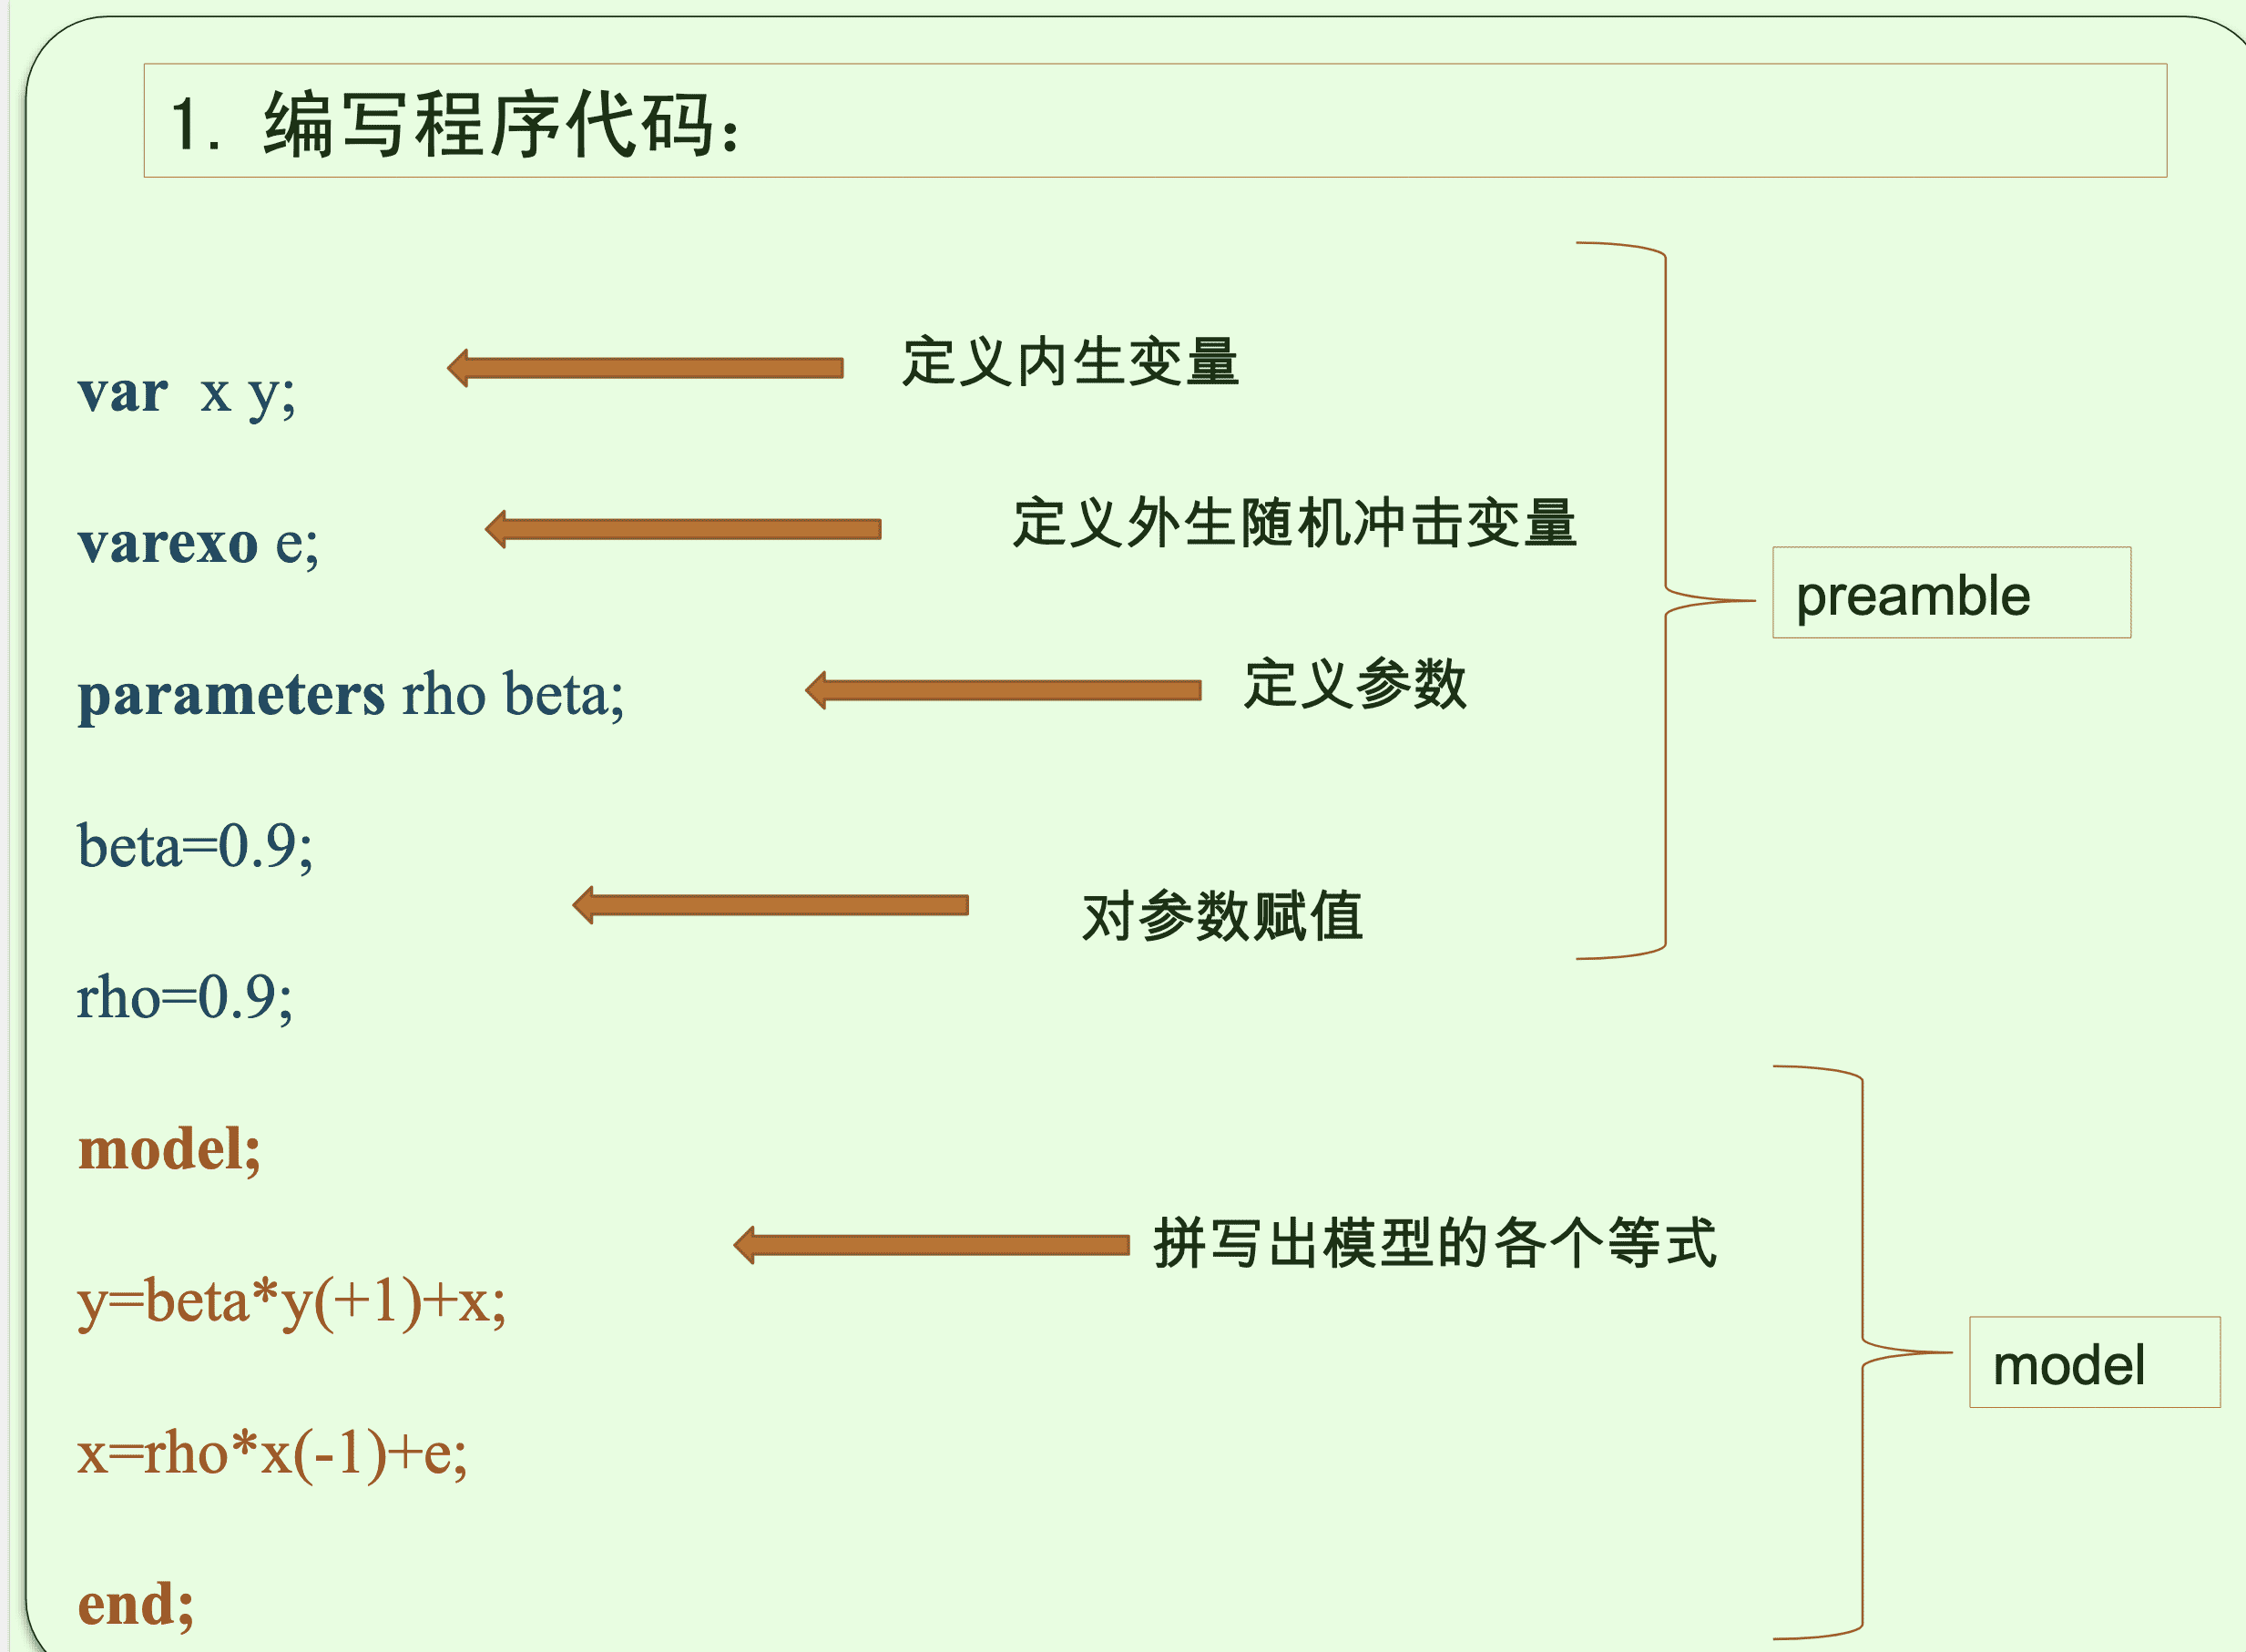 1. 编写程序代码：
var x y;
定义内生变量
varexo e;
定义外生随机冲击变量
preamble
parameters rho beta;
定义参数
beta=0.9;
对参数赋值
rho=0.9;
model;
拼写出模型的各个等式
y=beta*y(+1)+x;
model
x=rho*x(-1)+e;
end;